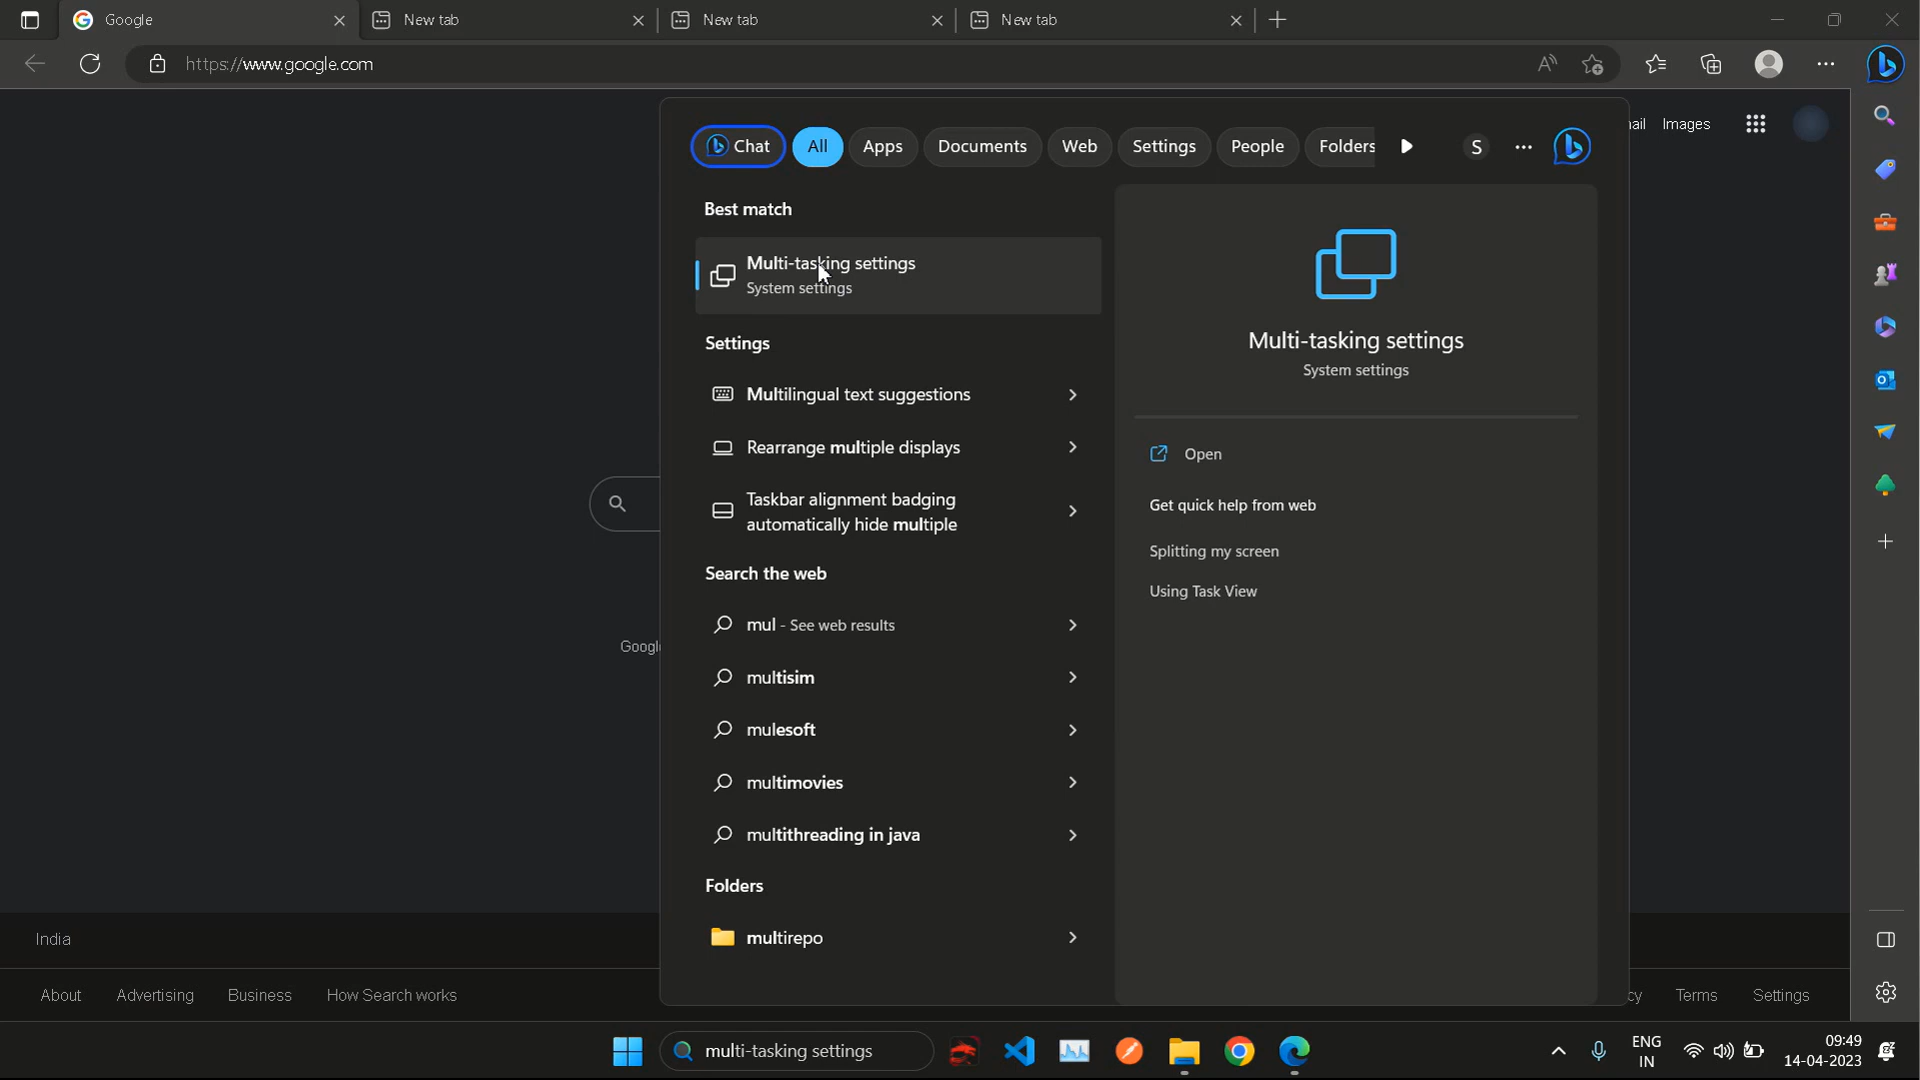 Google
New tab
New tab
New tab
https://www.google.com
Images
Chat
All
Apps
Documents
Web
Settings
People
Folders
S
Best match
Multi-tasking settings
System settings
Settings
Multilingual text suggestions
Rearrange multiple displays
Taskbar alignment badging
automatically hide multiple
Search the web
mul - See web results
multisim
mulesoft
multimovies
multithreading in java
Folders
multirepo
Multi-tasking settings
System settings
Open
Get quick help from web
Splitting my screen
Using Task View
India
About
Advertising
Business
How Search works
Terms
Settings
multi-tasking settings
ENG
IN
09:49
14-04-2023